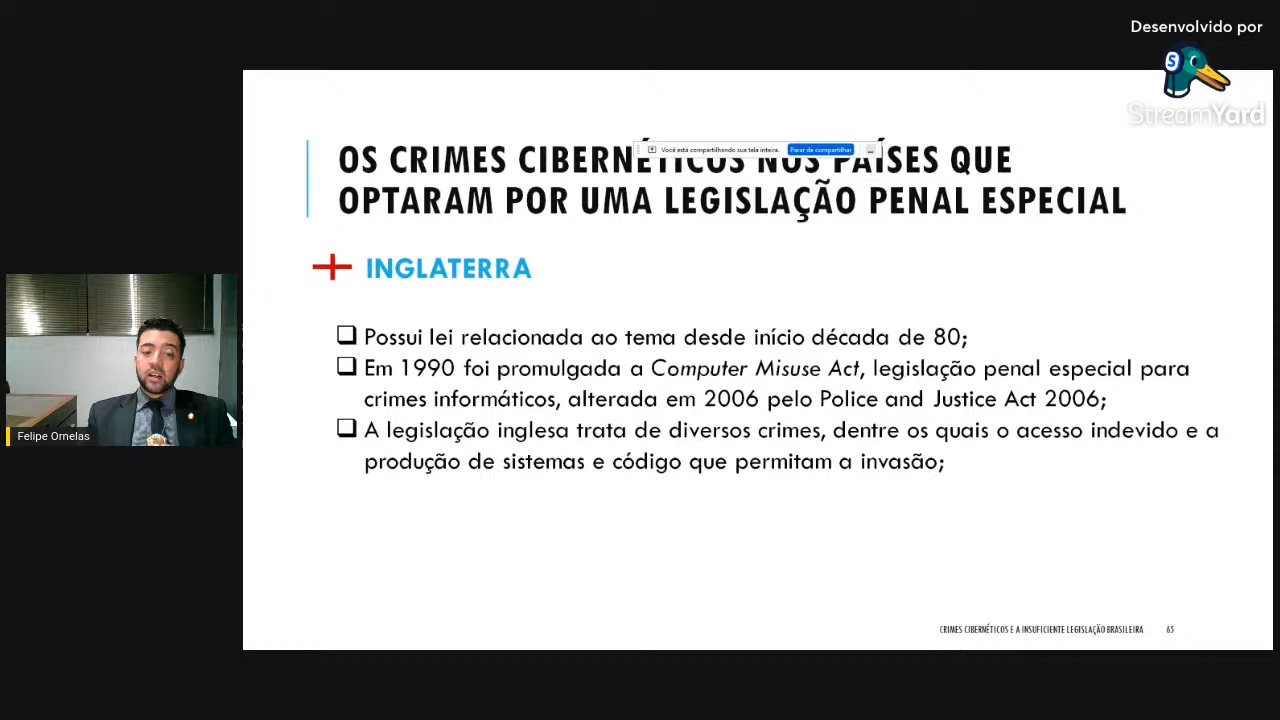 Desenvolvido por
StreamYard
Você está compartilhando sua tela inteira. Parar de compartilhar
OS CRIMES CIBERNÉTICOS NOS PAÍSES QUE
OPTARAM POR UMA LEGISLAÇÃO PENAL ESPECIAL
INGLATERRA
Possui lei relacionada ao tema desde início década de 80;
Em 1990 foi promulgada a Computer Misuse Act, legislação penal especial para
crimes informáticos, alterada em 2006 pelo Police and Justice Act 2006;
A legislação inglesa trata de diversos crimes, dentre os quais o acesso indevido e a
produção de sistemas e código que permitam a invasão;
Felipe Ornelas
CRIMES CIBERNÉTICOS E A INSUFICIENTE LEGISLAÇÃO BRASILEIRA 65